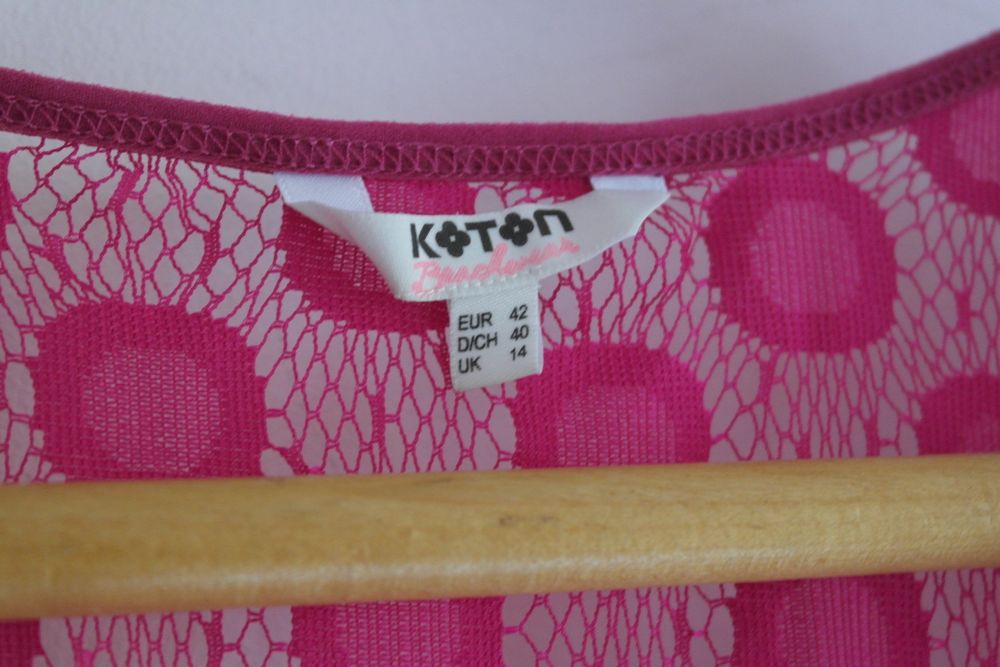 KOTON
Beachwear
EUR 42
D/CH 40
UK 14